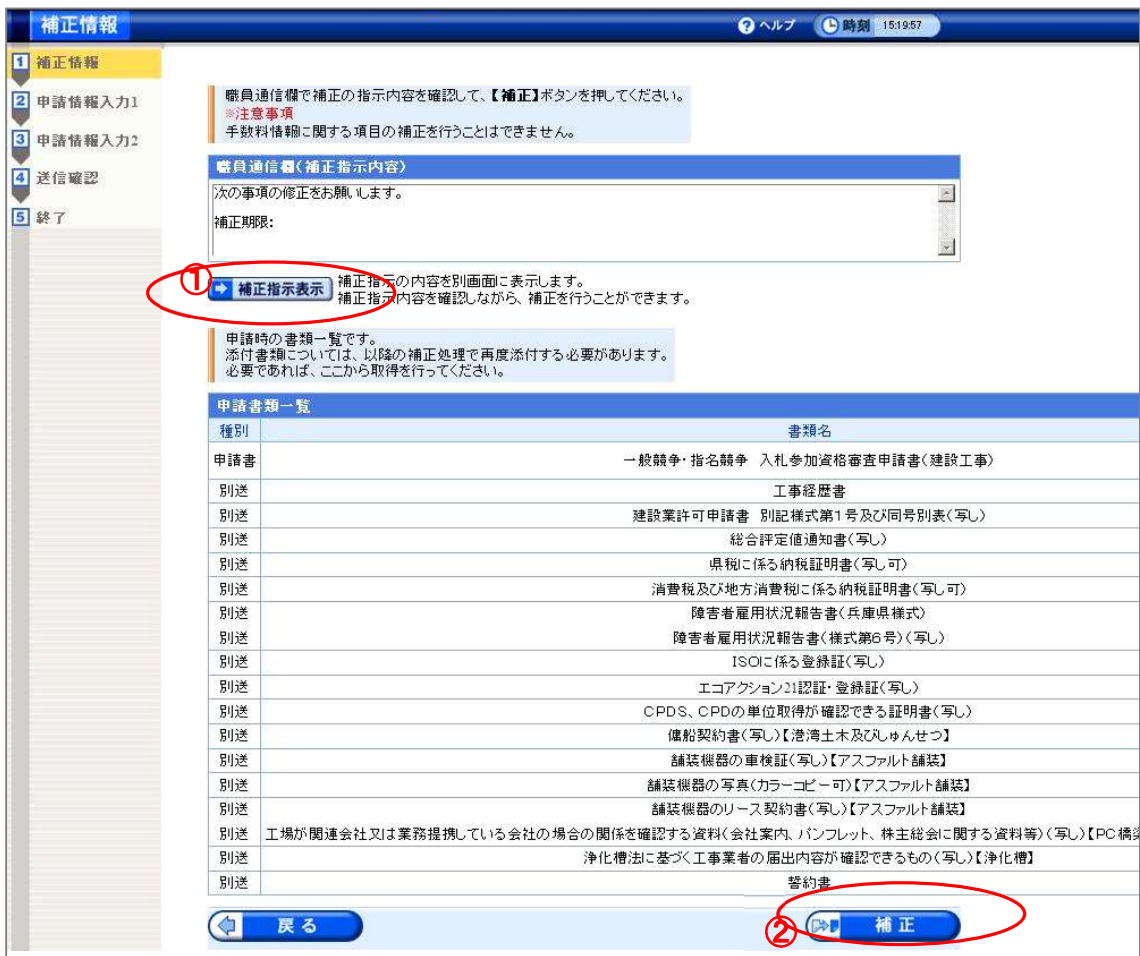 補正情報
ヘルプ
時刻 15:19:57
1 補正情報
2 申請情報入力1
3 申請情報入力2
4 送信確認
5 終了
職員通信欄で補正の指示内容を確認して、【補正】ボタンを押してください。
※注意事項
手数料情報に関する項目の補正を行うことはできません。
職員通信欄(補正指示内容)
次の事項の修正をお願いします。
補正期限:
①
補正指示表示
補正指示の内容を別画面に表示します。
補正指示内容を確認しながら、補正を行うことができます。
申請時の書類一覧です。
添付書類については、以降の補正処理で再度添付する必要があります。
必要であれば、ここから取得を行ってください。
申請書類一覧
種別 書類名
申請書 一般競争・指名競争 入札参加資格審査申請書(建設工事)
別送 工事経歴書
別送 建設業許可申請書 別記様式第1号及び同号別表(写し)
別送 総合評定値通知書(写し)
別送 県税に係る納税証明書(写し可)
別送 消費税及び地方消費税に係る納税証明書(写し可)
別送 障害者雇用状況報告書(兵庫県様式)
別送 障害者雇用状況報告書(様式第6号)(写し)
別送 ISOに係る登録証(写し)
別送 エコアクション21認証・登録証(写し)
別送 CPDS、CPDの単位取得が確認できる証明書(写し)
別送 傭船契約書(写し)【港湾土木及びしゅんせつ】
別送 舗装機器の車検証(写し)【アスファルト舗装】
別送 舗装機器の写真(カラーコピー可)【アスファルト舗装】
別送 舗装機器のリース契約書(写し)【アスファルト舗装】
別送 工場が関連会社又は業務提携している会社の場合の関係を確認する資料(会社案内、パンフレット、株主総会に関する資料等)(写し)【PC橋梁
別送 浄化槽法に基づく工事業者の届出内容が確認できるもの(写し)【浄化槽】
別送 誓約書
戻る
②
補正